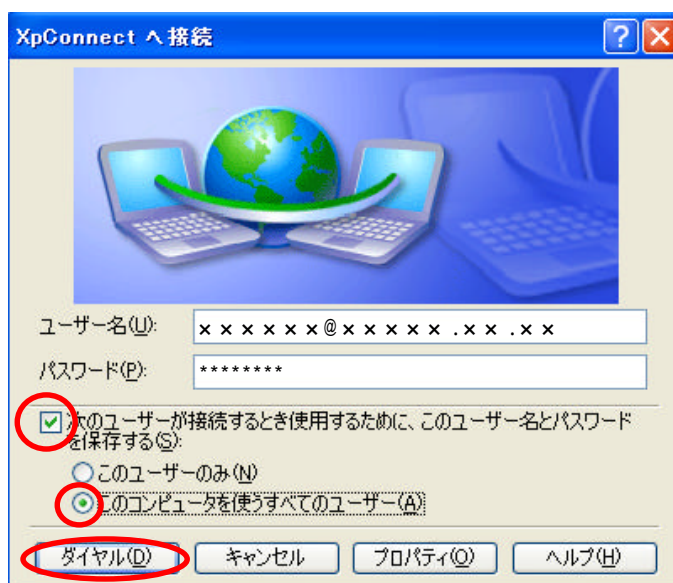 XpConnect へ接続
ユーザー名(U):
××××××@×××××.××.××
パスワード(P):
********
次のユーザーが接続するとき使用するために、このユーザー名とパスワード
を保存する(S):
このユーザーのみ(N)
このコンピュータを使うすべてのユーザー(A)
ダイヤル(D) キャンセル プロパティ(O) ヘルプ(H)